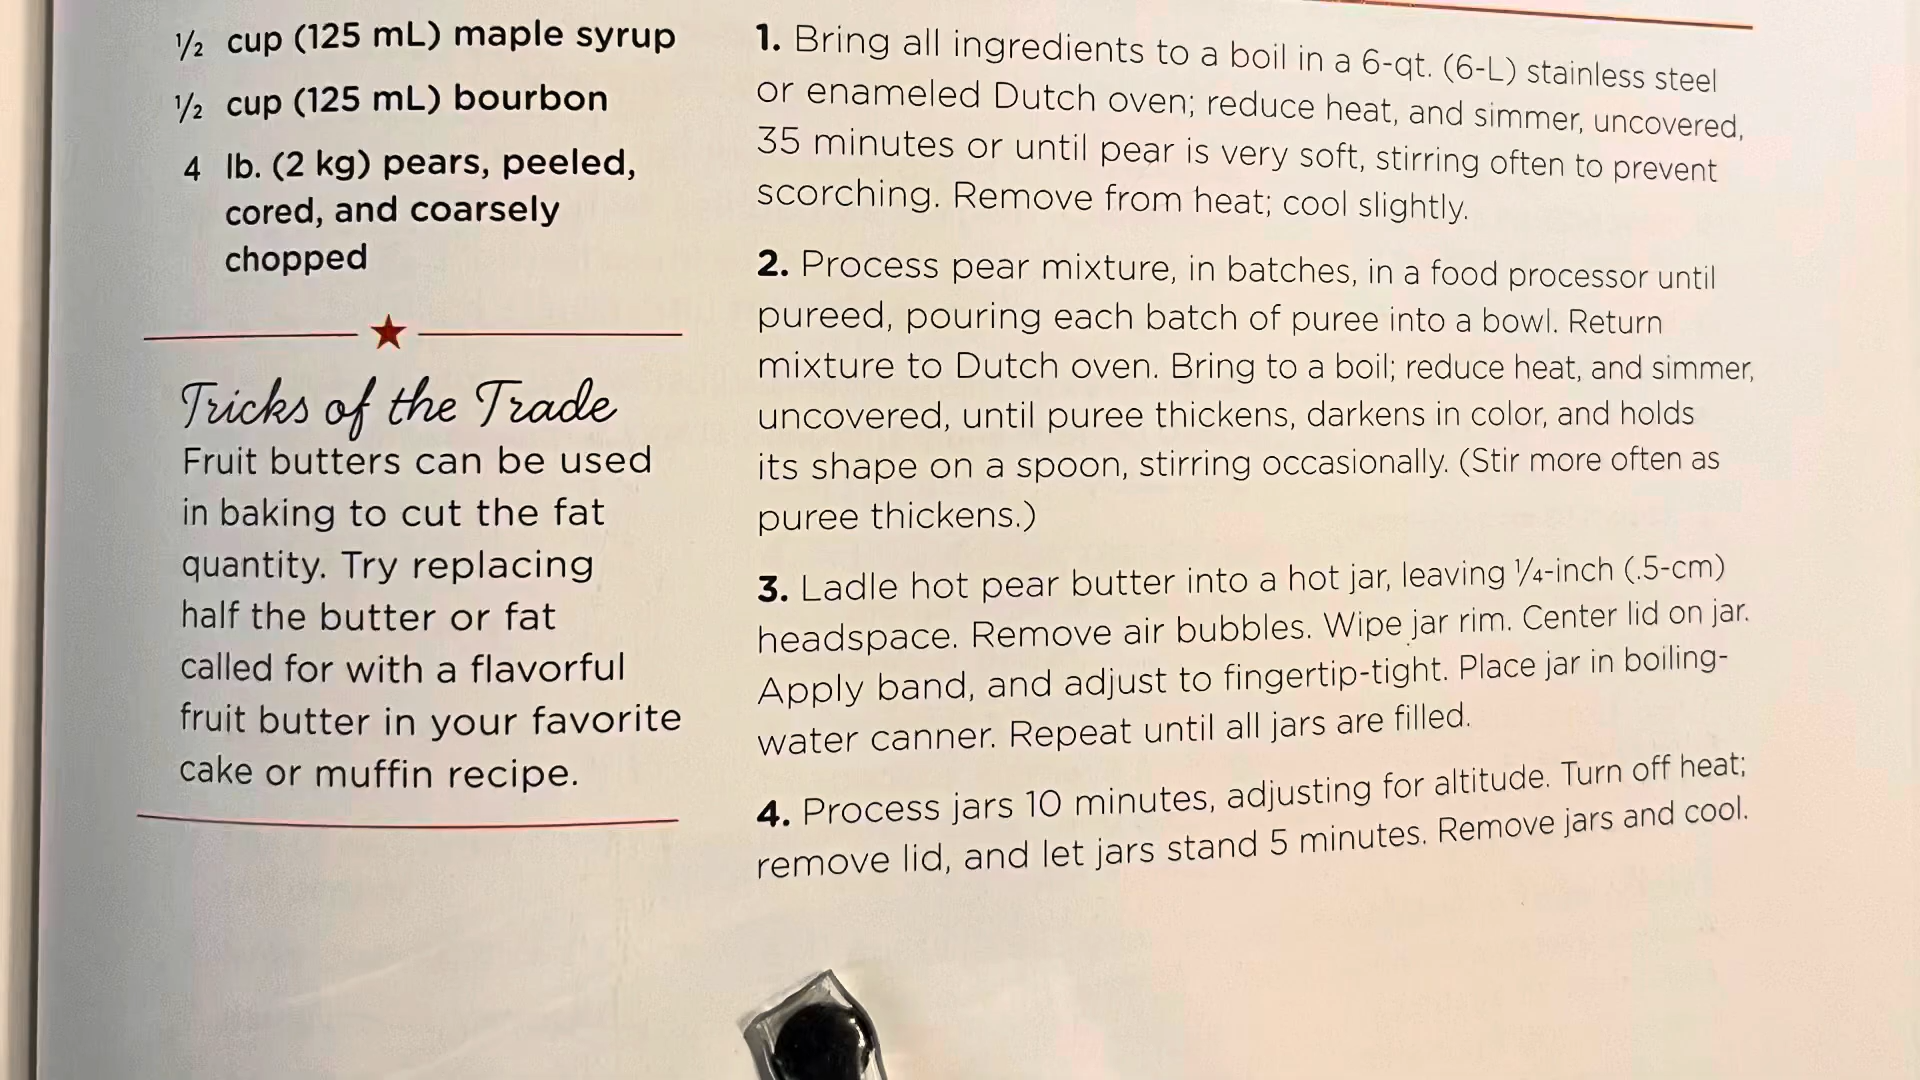 ½ cup (125 mL) maple syrup
½ cup (125 mL) bourbon
4 lb. (2 kg) pears, peeled,
cored, and coarsely
chopped
Tricks of the Trade
Fruit butters can be used
in baking to cut the fat
quantity. Try replacing
half the butter or fat
called for with a flavorful
fruit butter in your favorite
cake or muffin recipe.
1. Bring all ingredients to a boil in a 6-qt. (6-L) stainless steel
or enameled Dutch oven; reduce heat, and simmer, uncovered,
35 minutes or until pear is very soft, stirring often to prevent
scorching. Remove from heat; cool slightly.
2. Process pear mixture, in batches, in a food processor until
pureed, pouring each batch of puree into a bowl. Return
mixture to Dutch oven. Bring to a boil; reduce heat, and simmer,
uncovered, until puree thickens, darkens in color, and holds
its shape on a spoon, stirring occasionally. (Stir more often as
puree thickens.)
3. Ladle hot pear butter into a hot jar, leaving ¼-inch (.5-cm)
headspace. Remove air bubbles. Wipe jar rim. Center lid on jar.
Apply band, and adjust to fingertip-tight. Place jar in boiling-
water canner. Repeat until all jars are filled.
4. Process jars 10 minutes, adjusting for altitude. Turn off heat;
remove lid, and let jars stand 5 minutes. Remove jars and cool.